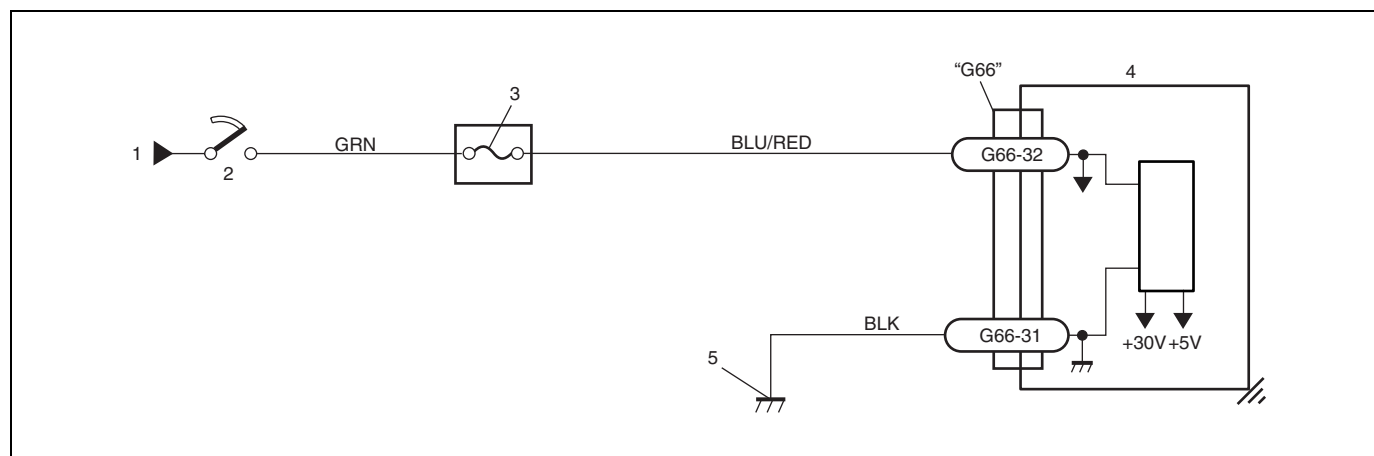 “G66”
4
3
1
2
GRN
BLU/RED
G66-32
BLK
G66-31
+30V
+5V
5